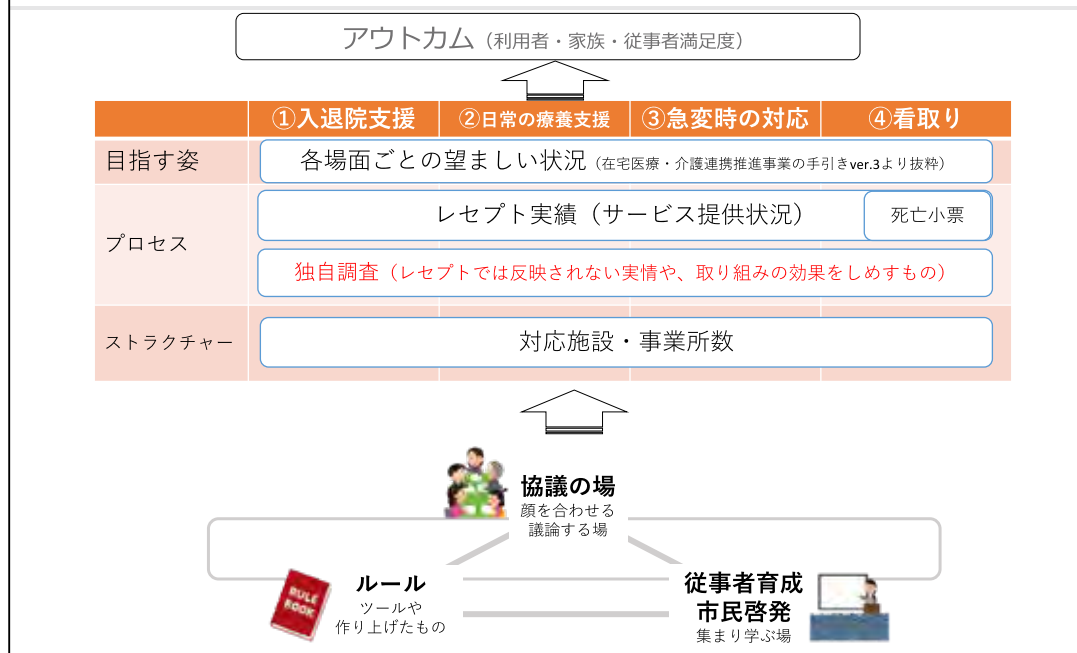 アウトカム（利用者・家族・従事者満足度）
①入退院支援 ②日常の療養支援 ③急変時の対応 ④看取り
目指す姿 各場面ごとの望ましい状況（在宅医療・介護連携推進事業の手引きver.3より抜粋）
プロセス
レセプト実績（サービス提供状況） 死亡小票
独自調査（レセプトでは反映されない実情や、取り組みの効果をしめすもの）
ストラクチャー 対応施設・事業所数
協議の場
顔を合わせる
議論する場
RULE
BOOK
ルール
ツールや
作り上げたもの
従事者育成
市民啓発
集まり学ぶ場